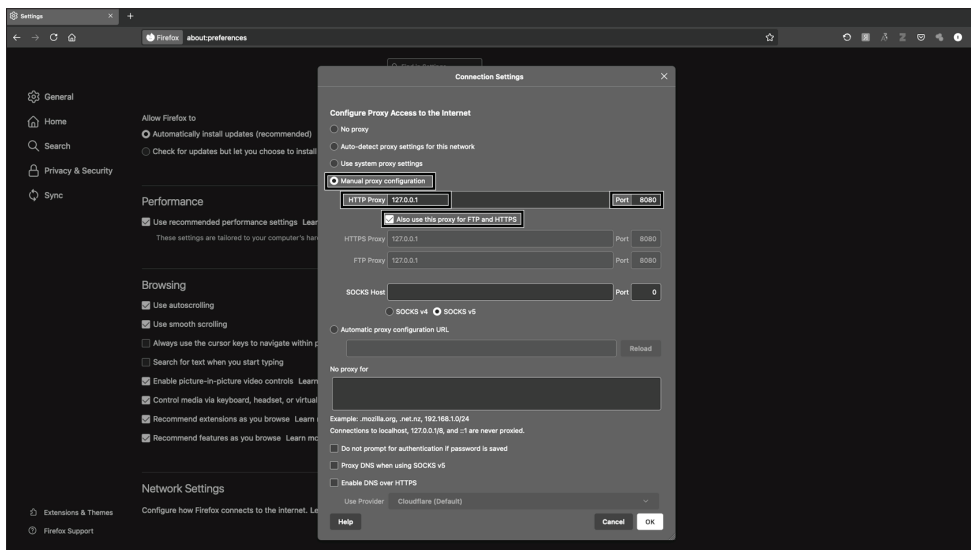 Settings
Firefox about:preferences
Connection Settings
General
Home
Search
Privacy & Security
Sync
Extensions & Themes
Firefox Support
Allow Firefox to
Automatically install updates (recommended)
Check for updates but let you choose to install
Performance
Use recommended performance settings Lear
These settings are tailored to your computer's har
Browsing
Use autoscrolling
Use smooth scrolling
Always use the cursor keys to navigate within p
Search for text when you start typing
Enable picture-in-picture video controls Learn
Control media via keyboard, headset, or virtual
Recommend extensions as you browse Learn
Recommend features as you browse Learn mo
Network Settings
Configure how Firefox connects to the internet. Le
Configure Proxy Access to the Internet
No proxy
Auto-detect proxy settings for this network
Use system proxy settings
Manual proxy configuration
HTTP Proxy 127.0.0.1 Port 8080
Also use this proxy for FTP and HTTPS
HTTPS Proxy 127.0.0.1 Port 8080
FTP Proxy 127.0.0.1 Port 8080
SOCKS Host Port 0
SOCKS v4 SOCKS v5
Automatic proxy configuration URL
Reload
No proxy for
Example: .mozilla.org, .net.nz, 192.168.1.0/24
Connections to localhost, 127.0.0.1/8, and ::1 are never proxied.
Do not prompt for authentication if password is saved
Proxy DNS when using SOCKS v5
Enable DNS over HTTPS
Use Provider Cloudflare (Default)
Help Cancel OK